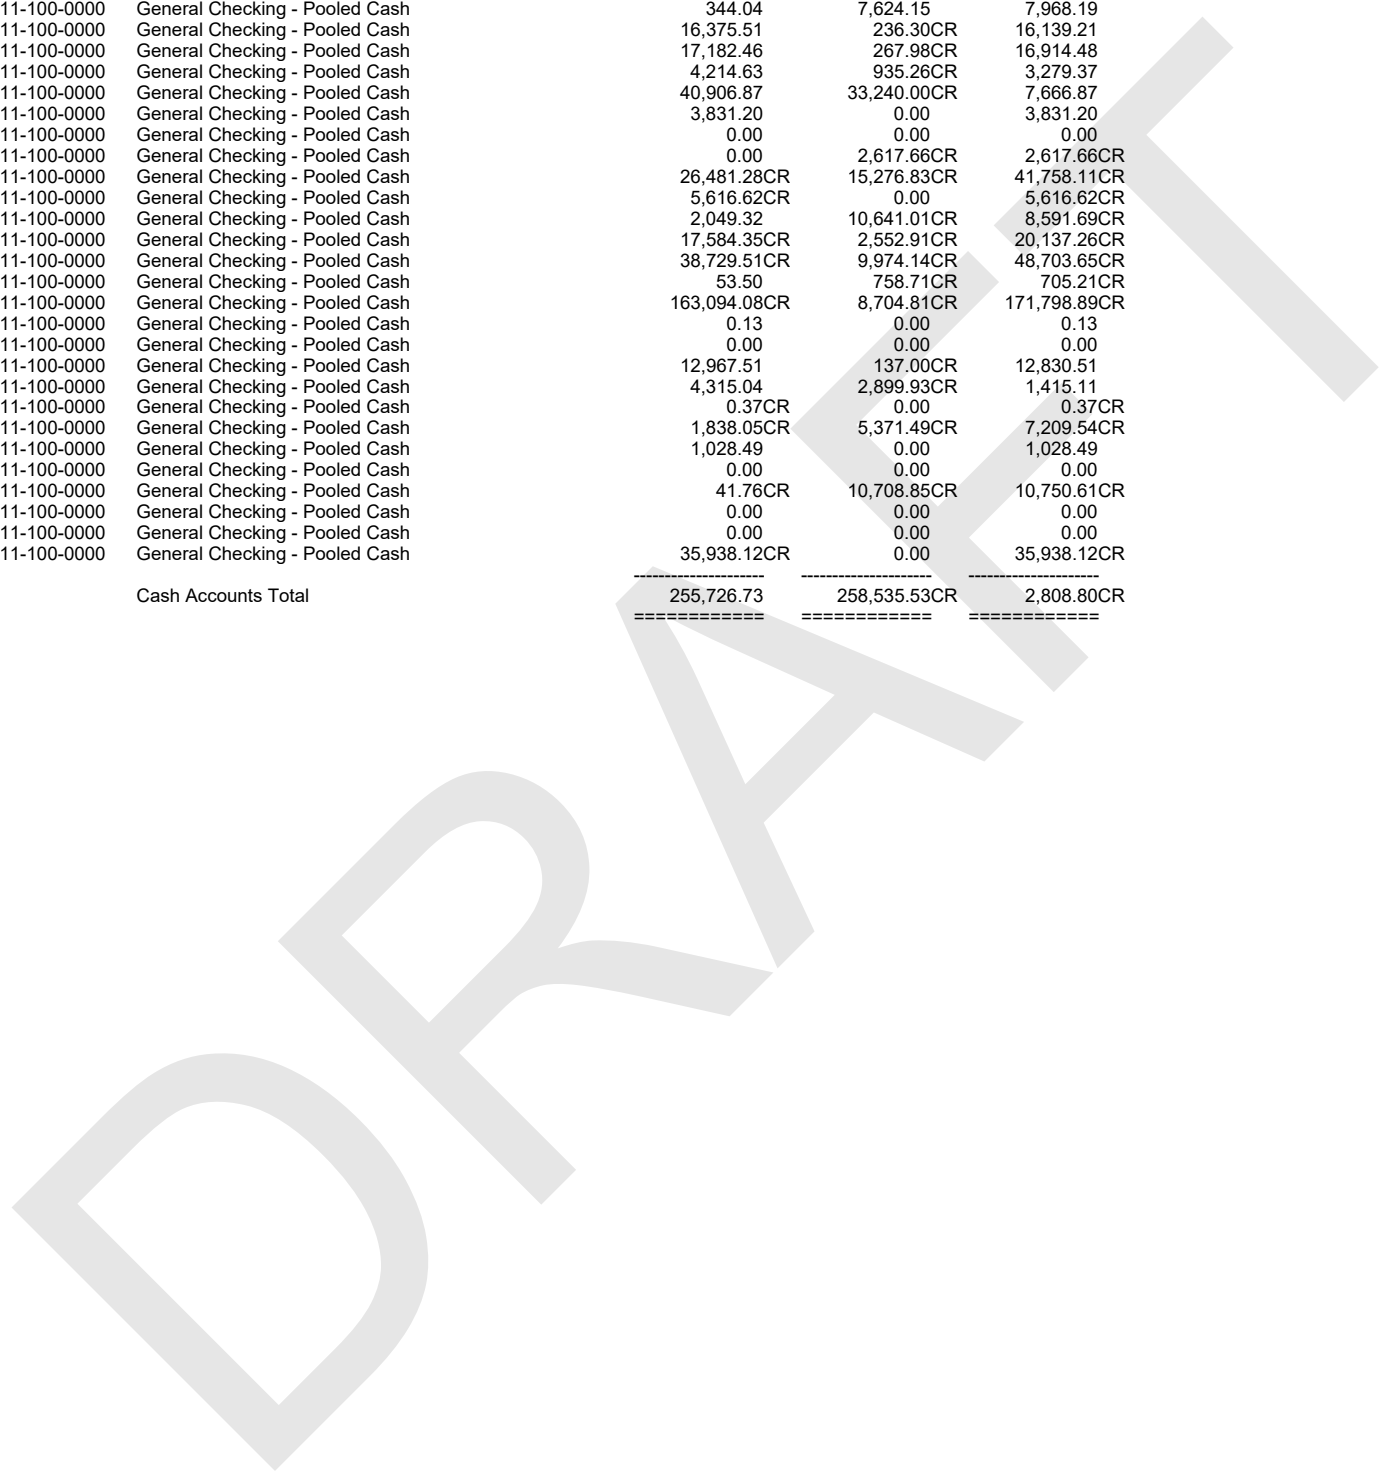 11-100-0000 General Checking - Pooled Cash 344.04 7,624.15 7,968.19
11-100-0000 General Checking - Pooled Cash 16,375.51 236.30CR 16,139.21
11-100-0000 General Checking - Pooled Cash 17,182.46 267.98CR 16,914.48
11-100-0000 General Checking - Pooled Cash 4,214.63 935.26CR 3,279.37
11-100-0000 General Checking - Pooled Cash 40,906.87 33,240.00CR 7,666.87
11-100-0000 General Checking - Pooled Cash 3,831.20 0.00 3,831.20
11-100-0000 General Checking - Pooled Cash 0.00 0.00 0.00
11-100-0000 General Checking - Pooled Cash 0.00 2,617.66CR 2,617.66CR
11-100-0000 General Checking - Pooled Cash 26,481.28CR 15,276.83CR 41,758.11CR
11-100-0000 General Checking - Pooled Cash 5,616.62CR 0.00 5,616.62CR
11-100-0000 General Checking - Pooled Cash 2,049.32 10,641.01CR 8,591.69CR
11-100-0000 General Checking - Pooled Cash 17,584.35CR 2,552.91CR 20,137.26CR
11-100-0000 General Checking - Pooled Cash 38,729.51CR 9,974.14CR 48,703.65CR
11-100-0000 General Checking - Pooled Cash 53.50 758.71CR 705.21CR
11-100-0000 General Checking - Pooled Cash 163,094.08CR 8,704.81CR 171,798.89CR
11-100-0000 General Checking - Pooled Cash 0.13 0.00 0.13
11-100-0000 General Checking - Pooled Cash 0.00 0.00 0.00
11-100-0000 General Checking - Pooled Cash 12,967.51 137.00CR 12,830.51
11-100-0000 General Checking - Pooled Cash 4,315.04 2,899.93CR 1,415.11
11-100-0000 General Checking - Pooled Cash 0.37CR 0.00 0.37CR
11-100-0000 General Checking - Pooled Cash 1,838.05CR 5,371.49CR 7,209.54CR
11-100-0000 General Checking - Pooled Cash 1,028.49 0.00 1,028.49
11-100-0000 General Checking - Pooled Cash 0.00 0.00 0.00
11-100-0000 General Checking - Pooled Cash 41.76CR 10,708.85CR 10,750.61CR
11-100-0000 General Checking - Pooled Cash 0.00 0.00 0.00
11-100-0000 General Checking - Pooled Cash 0.00 0.00 0.00
11-100-0000 General Checking - Pooled Cash 35,938.12CR 0.00 35,938.12CR
--------------------- --------------------- ---------------------
Cash Accounts Total 255,726.73 258,535.53CR 2,808.80CR
============ ============ ============
DRAFT